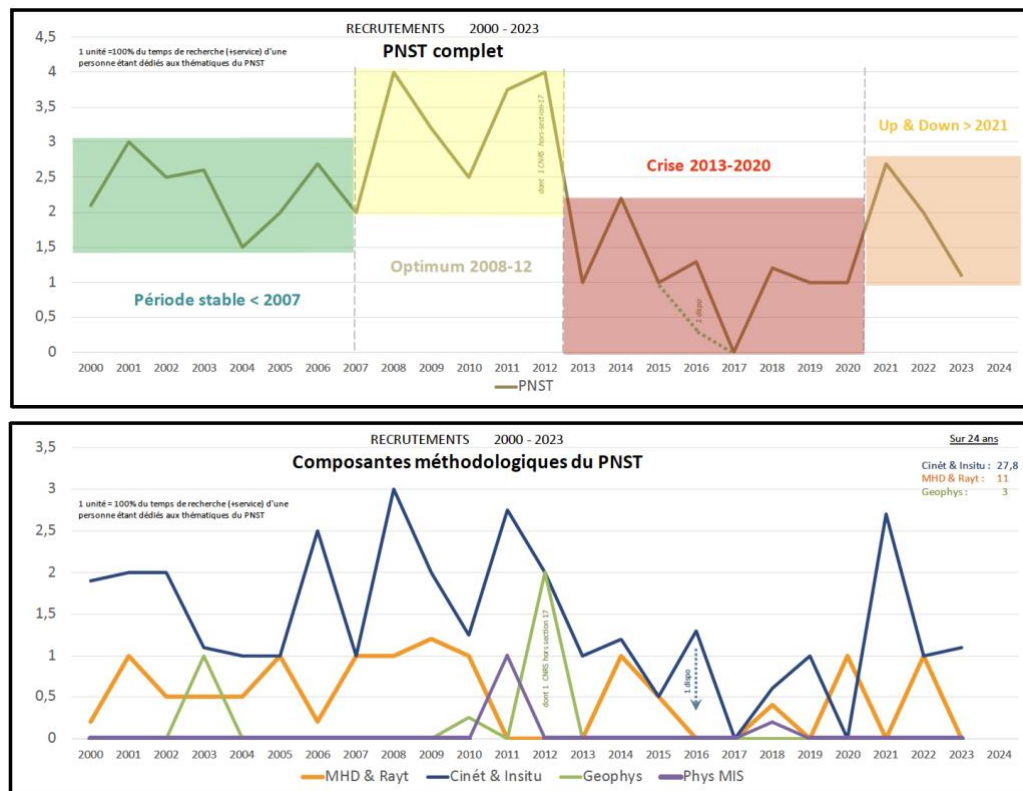 RECRUTEMENTS 2000 - 2023
PNST complet
1 unité =100% du temps de recherche (+service) d'une
personne étant dédiés aux thématiques du PNST
4,5
4
3,5
3
2,5
2
1,5
1
0,5
0
dont 1 CNRS hors-section-17
Up & Down > 2021
Crise 2013-2020
Optimum 2008-12
Période stable < 2007
1 dispo
2000 2001 2002 2003 2004 2005 2006 2007 2008 2009 2010 2011 2012 2013 2014 2015 2016 2017 2018 2019 2020 2021 2022 2023 2024
PNST
RECRUTEMENTS 2000 - 2023
Composantes méthodologiques du PNST
Sur 24 ans
Cinét & Insitu : 27,8
MHD & Rayt : 11
Geophys : 3
1 unité = 100% du temps de recherche (+service) d'une
personne étant dédiés aux thématiques du PNST
3,5
3
2,5
2
1,5
1
0,5
0
dont 1 CNRS hors section 17
1 dispo
2000 2001 2002 2003 2004 2005 2006 2007 2008 2009 2010 2011 2012 2013 2014 2015 2016 2017 2018 2019 2020 2021 2022 2023 2024
MHD & Rayt Cinét & Insitu Geophys Phys MIS